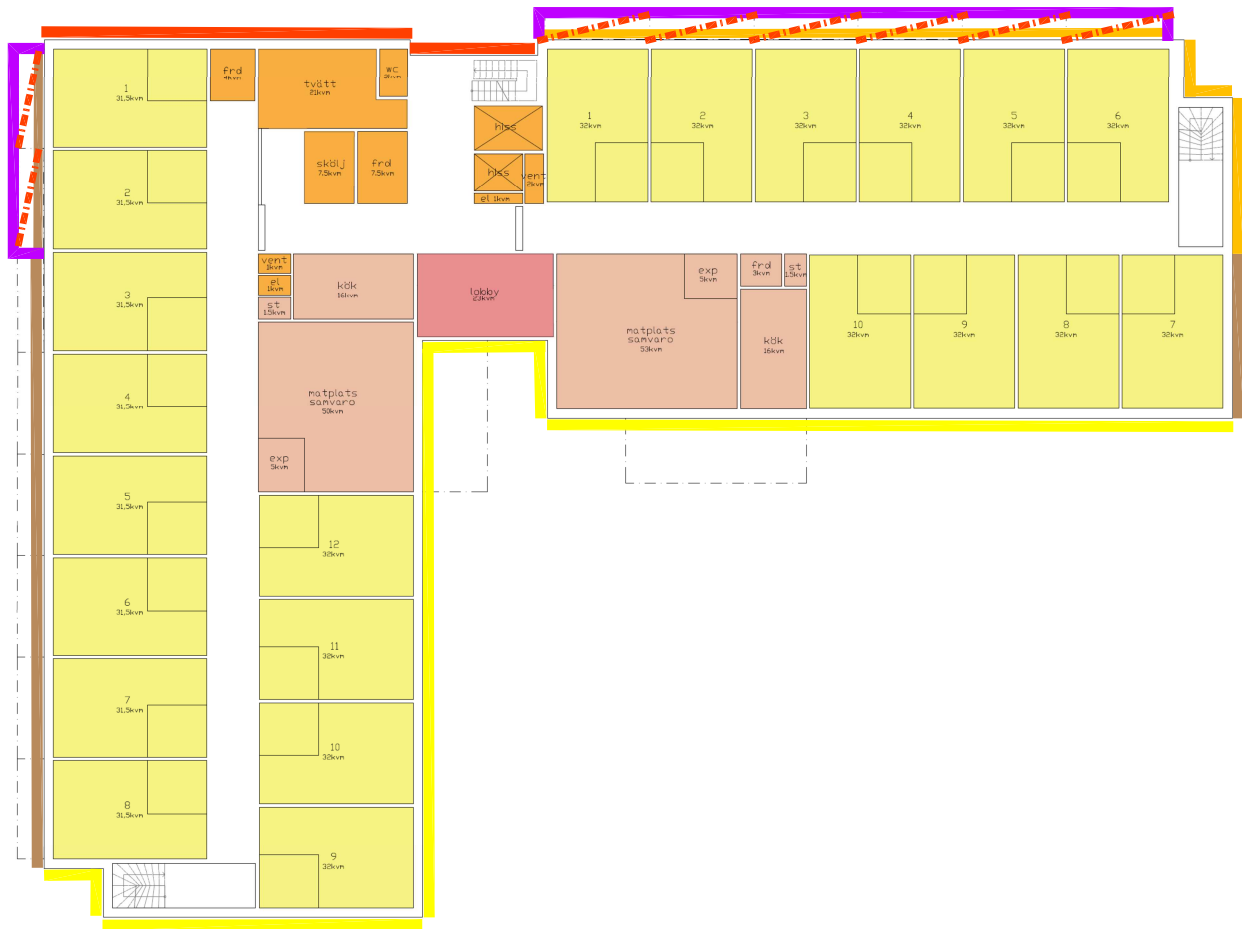 1
31,5kvm
frd
4kvm
tvätt
21kvm
wc
3kvm
hiss
1
32kvm
2
32kvm
3
32kvm
4
32kvm
5
32kvm
6
32kvm
2
31,5kvm
skölj
7.5kvm
frd
7.5kvm
hiss
vent
2kvm
el 1kvm
3
31,5kvm
vent
1kvm
el
1kvm
st
1.5kvm
kök
16kvm
lobby
23kvm
matplats
samvaro
53kvm
exp
5kvm
frd
3kvm
st
1.5kvm
kök
16kvm
10
32kvm
9
32kvm
8
32kvm
7
32kvm
4
31,5kvm
matplats
samvaro
50kvm
exp
5kvm
5
31,5kvm
12
32kvm
6
31,5kvm
11
32kvm
7
31,5kvm
10
32kvm
8
31,5kvm
9
32kvm